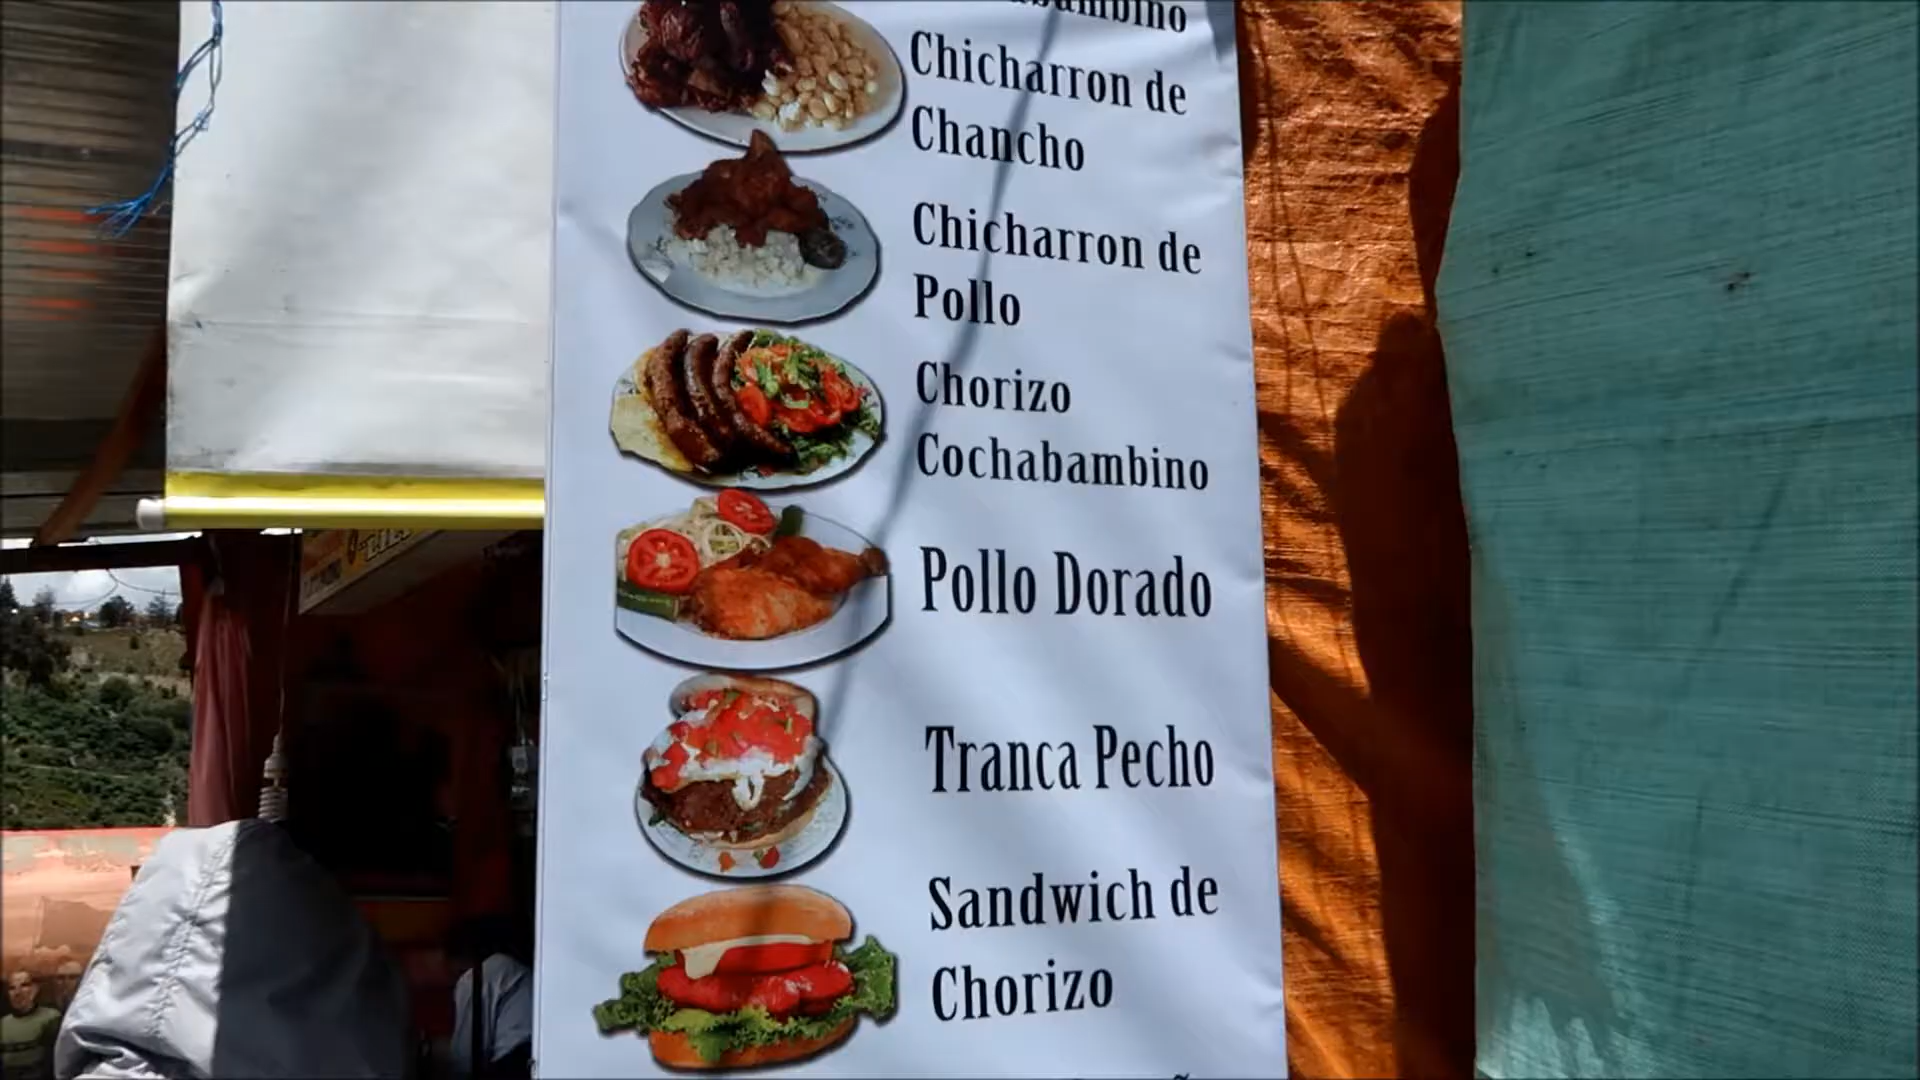 Chicharron de
Chancho
Chicharron de
Pollo
Chorizo
Cochabambino
Pollo Dorado
Tranca Pecho
Sandwich de
Chorizo